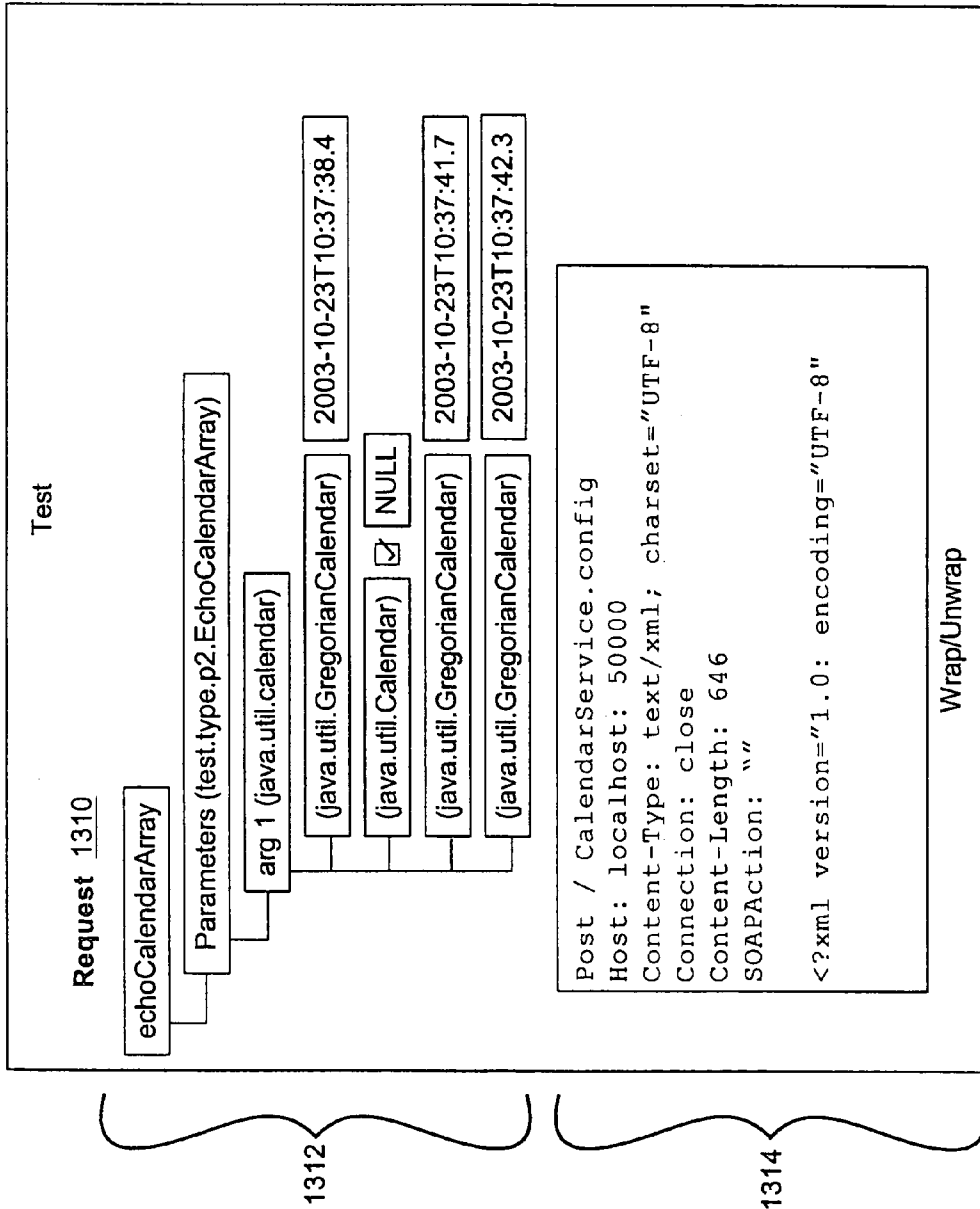 Test
Request 1310
echoCalendarArray
Parameters (test.type.p2.EchoCalendarArray)
arg 1 (java.util.calendar)
(java.util.GregorianCalendar) 2003-10-23T10:37:38.4
(java.util.Calendar) ☑ NULL
(java.util.GregorianCalendar) 2003-10-23T10:37:41.7
(java.util.GregorianCalendar) 2003-10-23T10:37:42.3
1312
Post / CalendarService.config
Host: localhost: 50000
Content-Type: text/xml; charset="UTF-8"
Connection: close
Content-Length: 646
SOAPAction: ""
<?xml version="1.0: encoding="UTF-8"
1314
Wrap/Unwrap